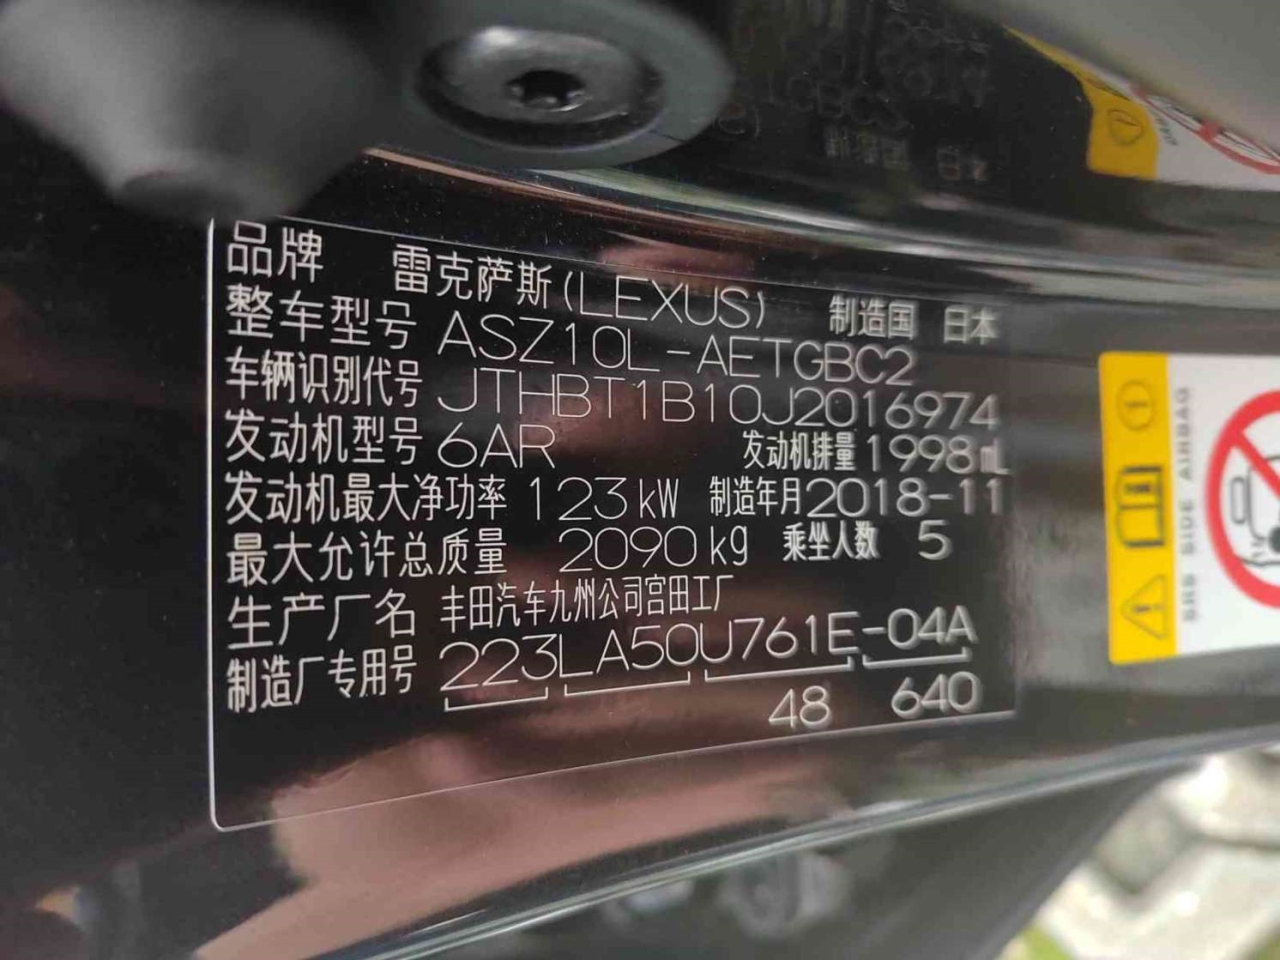 品牌 雷克萨斯(LEXUS) 制造国 日本
整车型号 ASZ10L-AETGBC2
车辆识别代号 JTHBT1B10J2016974
发动机型号 6AR 发动机排量 1998mL
发动机最大净功率 123kW 制造年月 2018-11
最大允许总质量 2090kg 乘坐人数 5
生产厂名 丰田汽车九州公司宫田工厂
制造厂专用号 223LA50U761E-04A
48 640
SRS SIDE AIRBAG